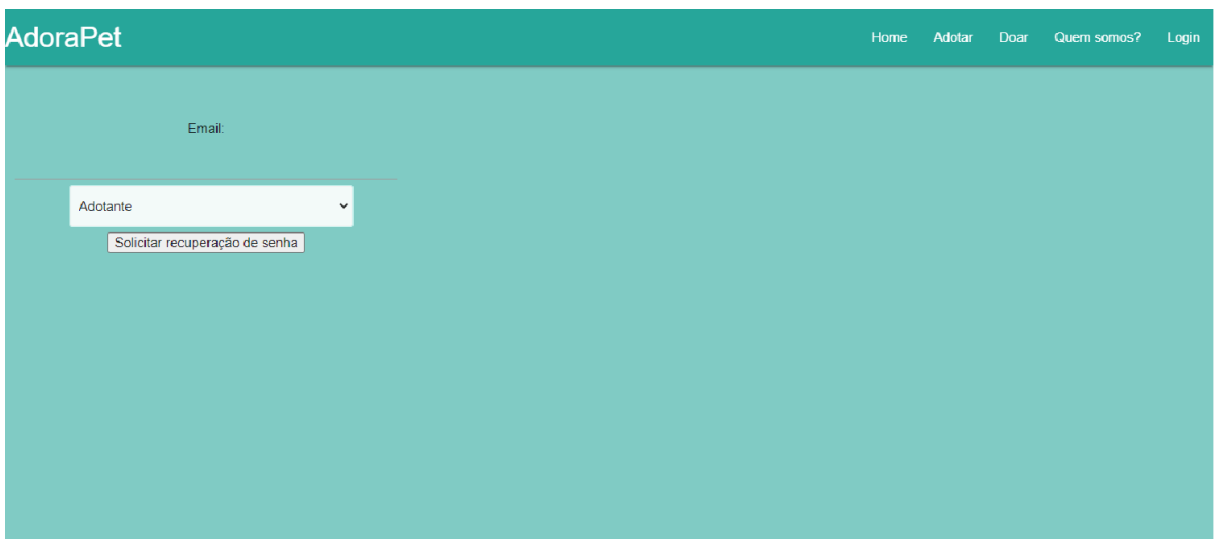 AdoraPet
Home Adotar Doar Quem somos? Login
Email:
Adotante
Solicitar recuperação de senha